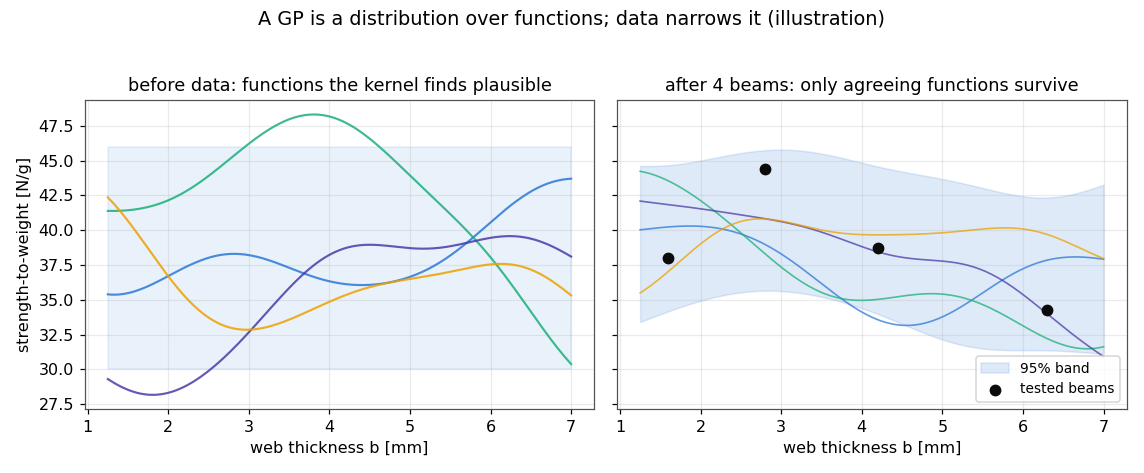 A GP is a distribution over functions; data narrows it (illustration)
before data: functions the kernel finds plausible
47.5
45.0
42.5
40.0
37.5
35.0
32.5
30.0
27.5
strength-to-weight [N/g]
1 2 3 4 5 6 7
web thickness b [mm]
after 4 beams: only agreeing functions survive
95% band
tested beams
1 2 3 4 5 6 7
web thickness b [mm]